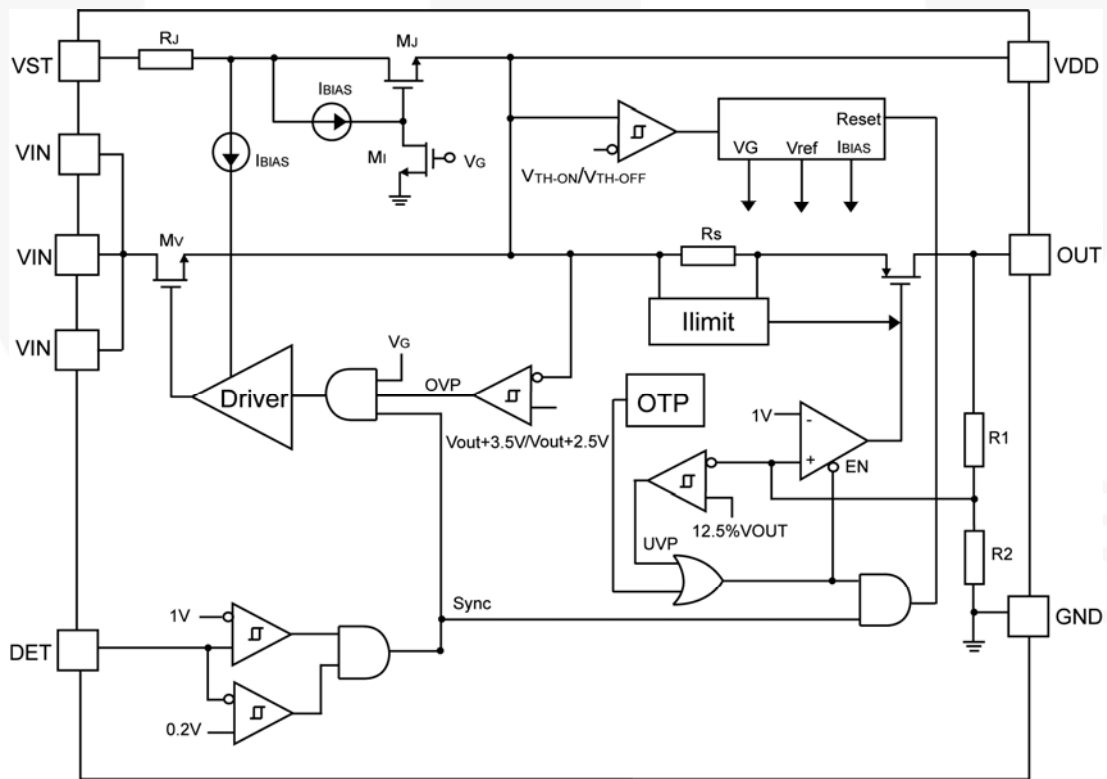 RJ
MJ
VST
VDD
IBIAS
Reset
VIN
MI
VG
IBIAS
VG
Vref
IBIAS
VTH-ON/VTH-OFF
MV
Rs
VIN
OUT
Ilimit
VIN
VG
OVP
Driver
OTP
1V
-
+
R1
Vout+3.5V/Vout+2.5V
EN
12.5%VOUT
UVP
R2
Sync
1V
GND
DET
0.2V